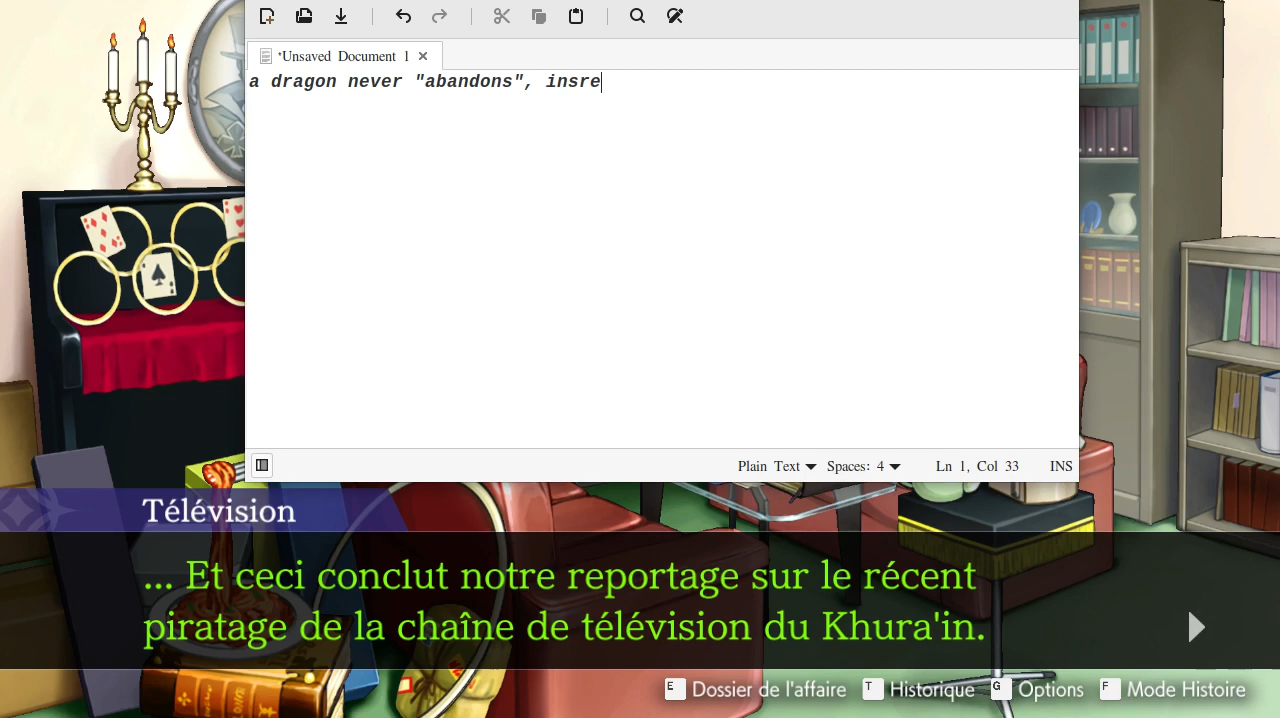 *Unsaved Document 1
a dragon never "abandons", insre
Plain Text Spaces: 4 Ln 1, Col 33 INS
Télévision
... Et ceci conclut notre reportage sur le récent
piratage de la chaîne de télévision du Khura'in.
E Dossier de l'affaire T Historique G Options F Mode Histoire